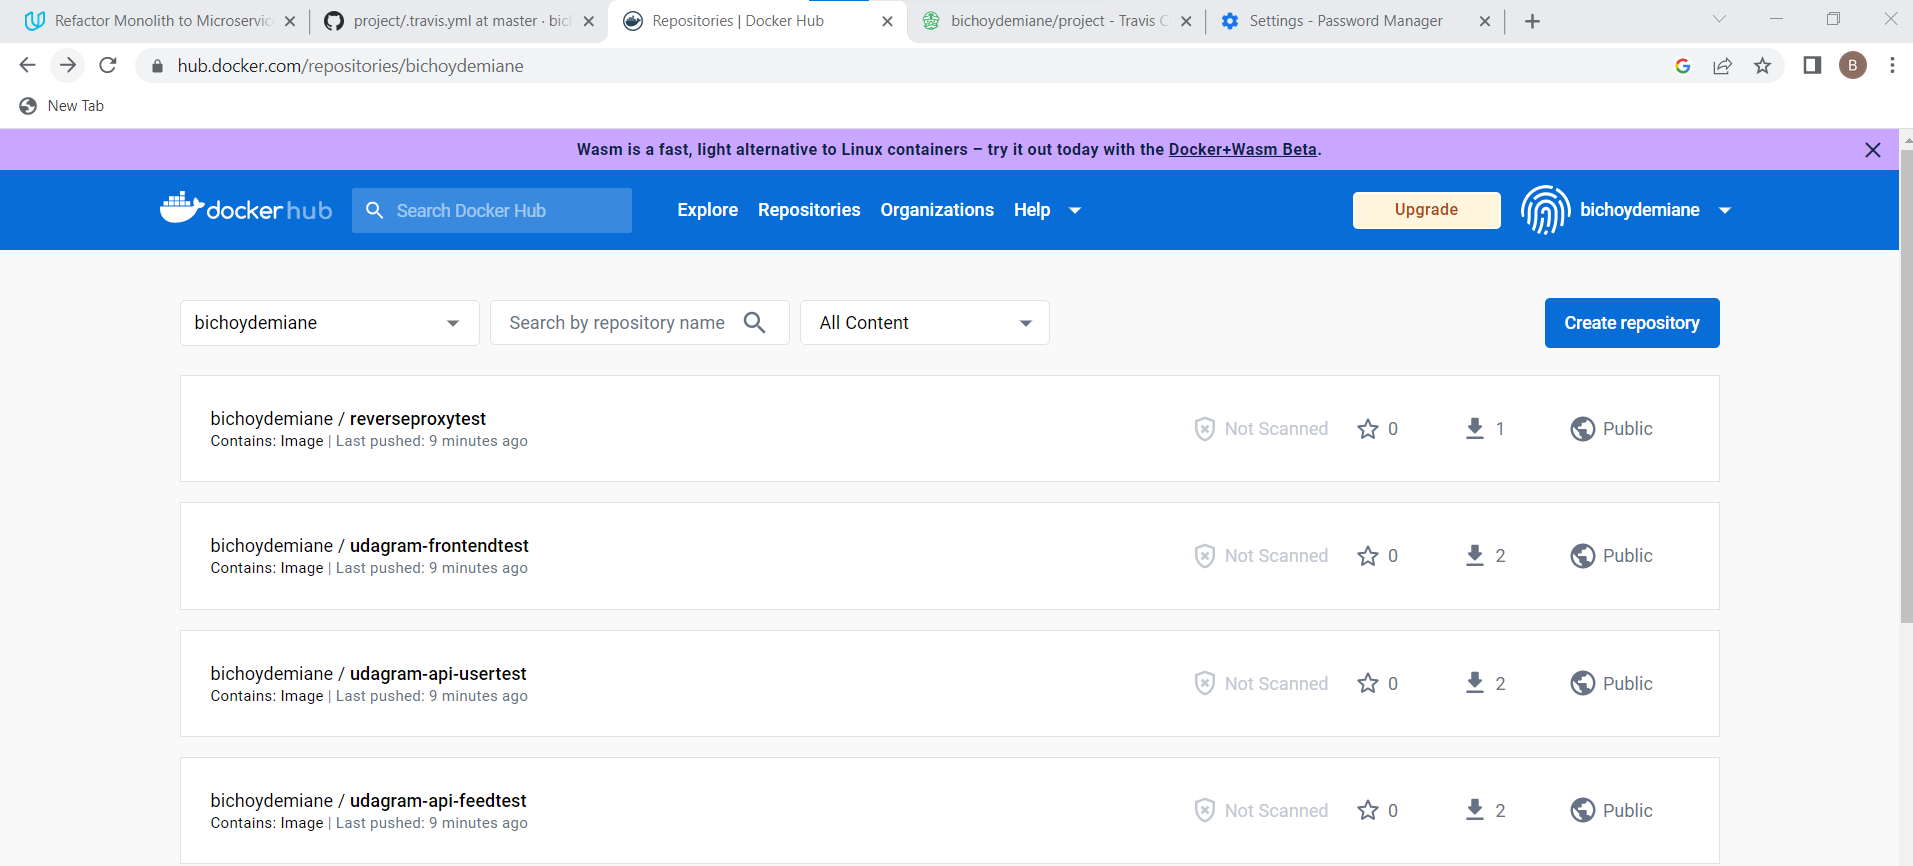 Refactor Monolith to Microservic
project/.travis.yml at master · bich
Repositories | Docker Hub
bichoydemiane/project - Travis C
Settings - Password Manager
hub.docker.com/repositories/bichoydemiane
B
New Tab
Wasm is a fast, light alternative to Linux containers – try it out today with the Docker+Wasm Beta.
docker hub
Search Docker Hub
Explore
Repositories
Organizations
Help
Upgrade
bichoydemiane
bichoydemiane
Search by repository name
All Content
Create repository
bichoydemiane / reverseproxytest
Contains: Image | Last pushed: 9 minutes ago
Not Scanned
0
1
Public
bichoydemiane / udagram-frontendtest
Contains: Image | Last pushed: 9 minutes ago
Not Scanned
0
2
Public
bichoydemiane / udagram-api-usertest
Contains: Image | Last pushed: 9 minutes ago
Not Scanned
0
2
Public
bichoydemiane / udagram-api-feedtest
Contains: Image | Last pushed: 9 minutes ago
Not Scanned
0
2
Public